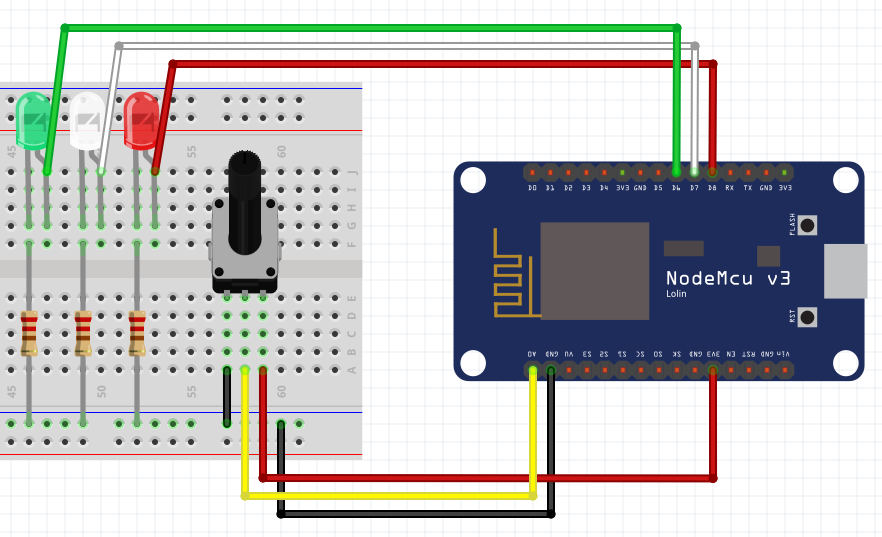 45
55
60
J
I
H
G
F
D0 D1 D2 D3 D4 3V3 GND D5 D6 D7 D8 RX TX GND 3V3
FLASH
NodeMcu v3
Lolin
RST
A0 GND VU S3 S2 S1 SC S0 SK GND 3V3 EN RST GND Vin
E
D
C
B
A
45
50
55
60